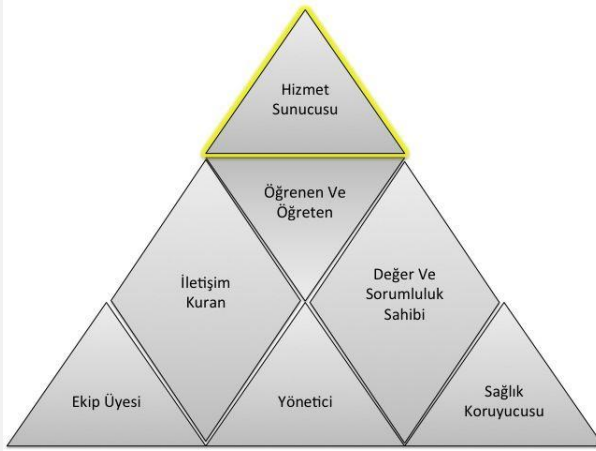 Hizmet
Sunucusu
Öğrenen Ve
Öğreten
İletişim
Kuran
Değer Ve
Sorumluluk
Sahibi
Ekip Üyesi
Yönetici
Sağlık
Koruyucusu